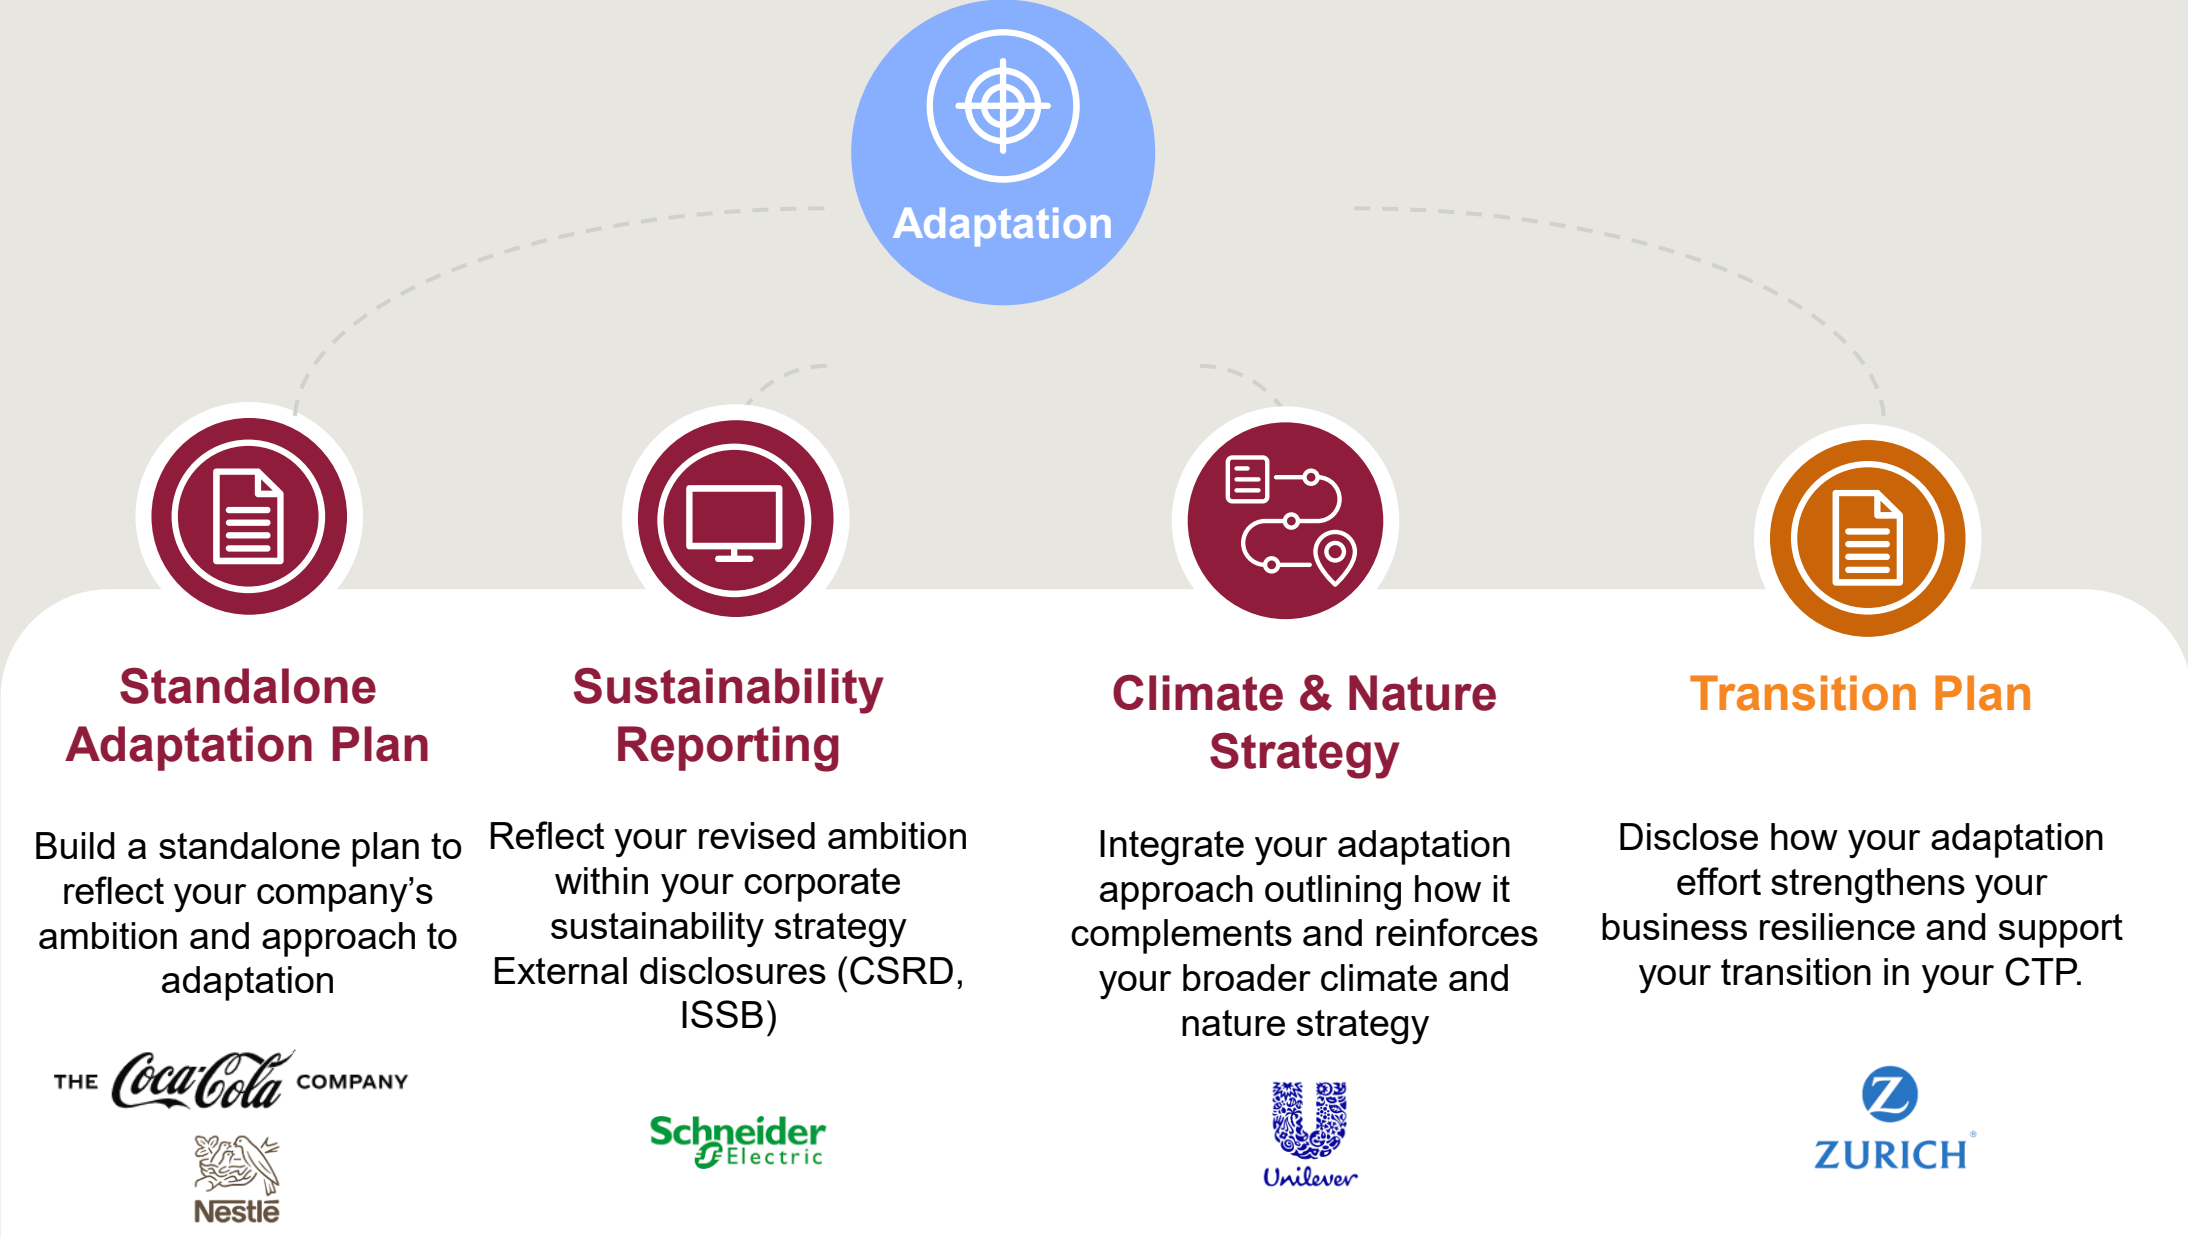 Adaptation
Standalone
Adaptation Plan
Build a standalone plan to
reflect your company’s
ambition and approach to
adaptation
THE Coca-Cola COMPANY
Nestlé
Sustainability
Reporting
Reflect your revised ambition
within your corporate
sustainability strategy
External disclosures (CSRD,
ISSB)
Schneider
Electric
Climate & Nature
Strategy
Integrate your adaptation
approach outlining how it
complements and reinforces
your broader climate and
nature strategy
Unilever
Transition Plan
Disclose how your adaptation
effort strengthens your
business resilience and support
your transition in your CTP.
Z
ZURICH®